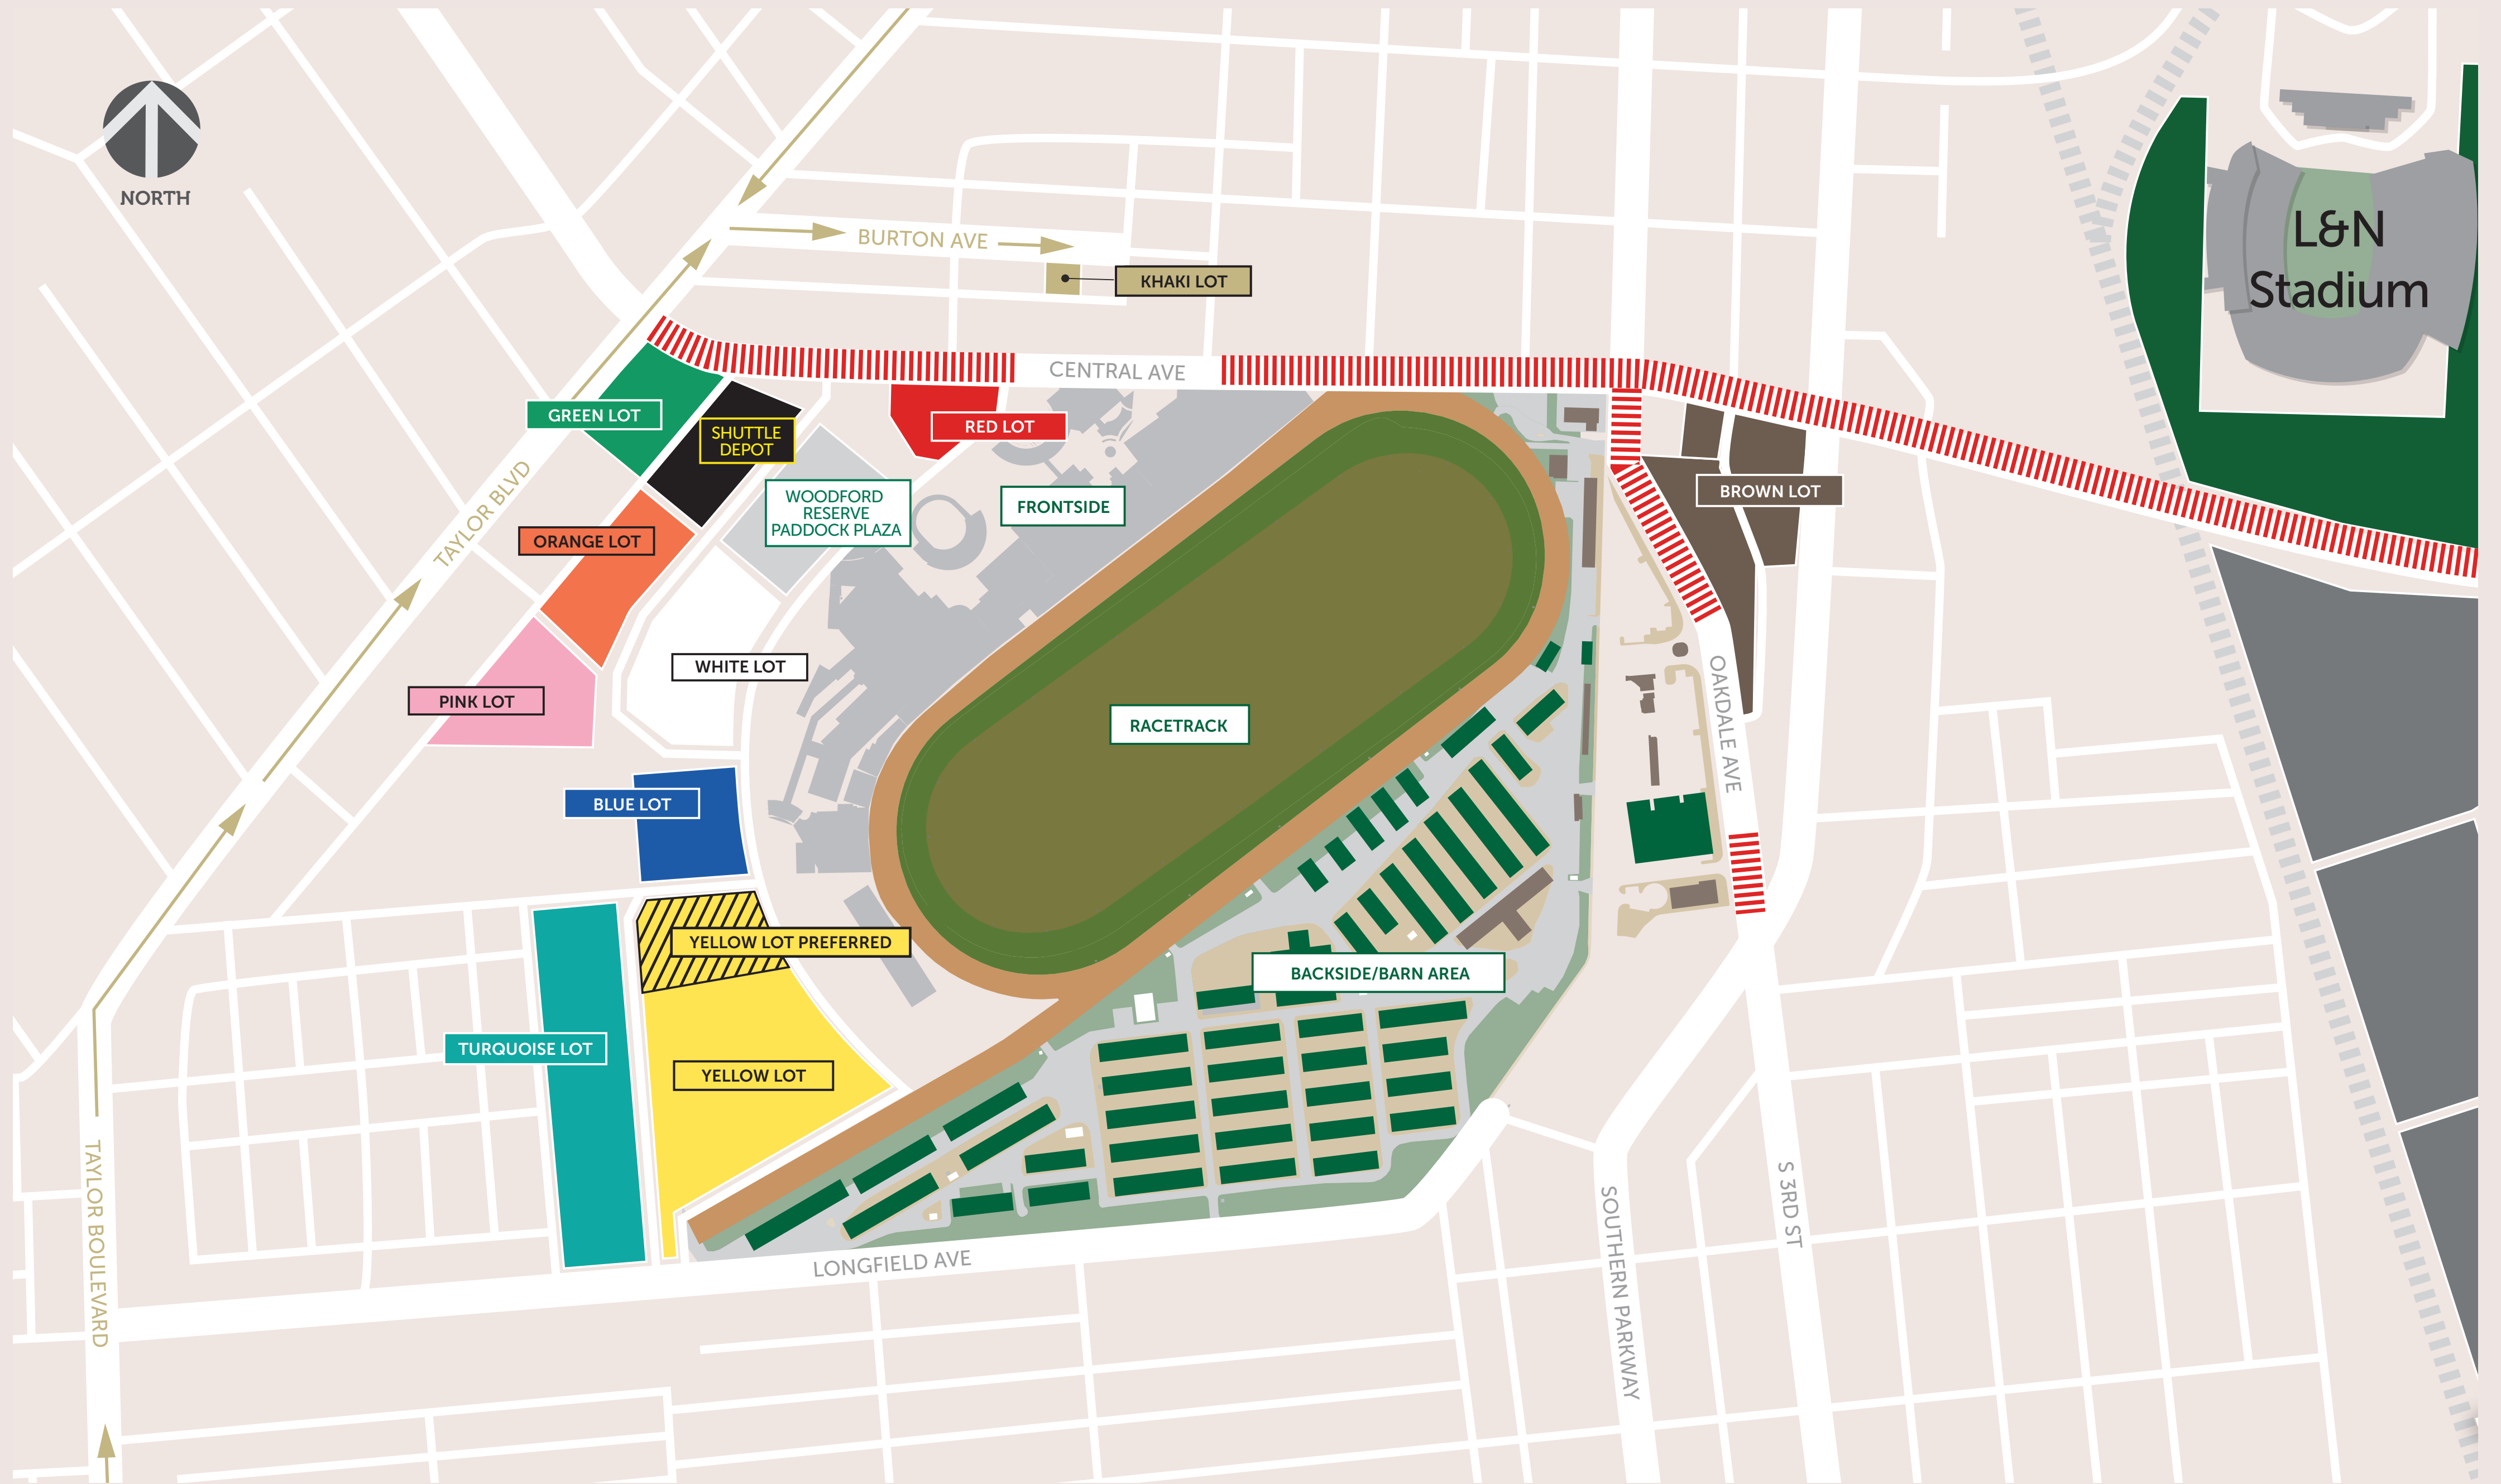 NORTH
L&N
Stadium
BURTON AVE
KHAKI LOT
CENTRAL AVE
GREEN LOT
SHUTTLE
DEPOT
RED LOT
TAYLOR BLVD
WOODFORD
RESERVE
PADDOCK PLAZA
FRONTSIDE
BROWN LOT
ORANGE LOT
WHITE LOT
PINK LOT
RACETRACK
OAKDALE AVE
BLUE LOT
YELLOW LOT PREFERRED
BACKSIDE/BARN AREA
TURQUOISE LOT
YELLOW LOT
TAYLOR BOULEVARD
LONGFIELD AVE
SOUTHERN PARKWAY
S 3RD ST